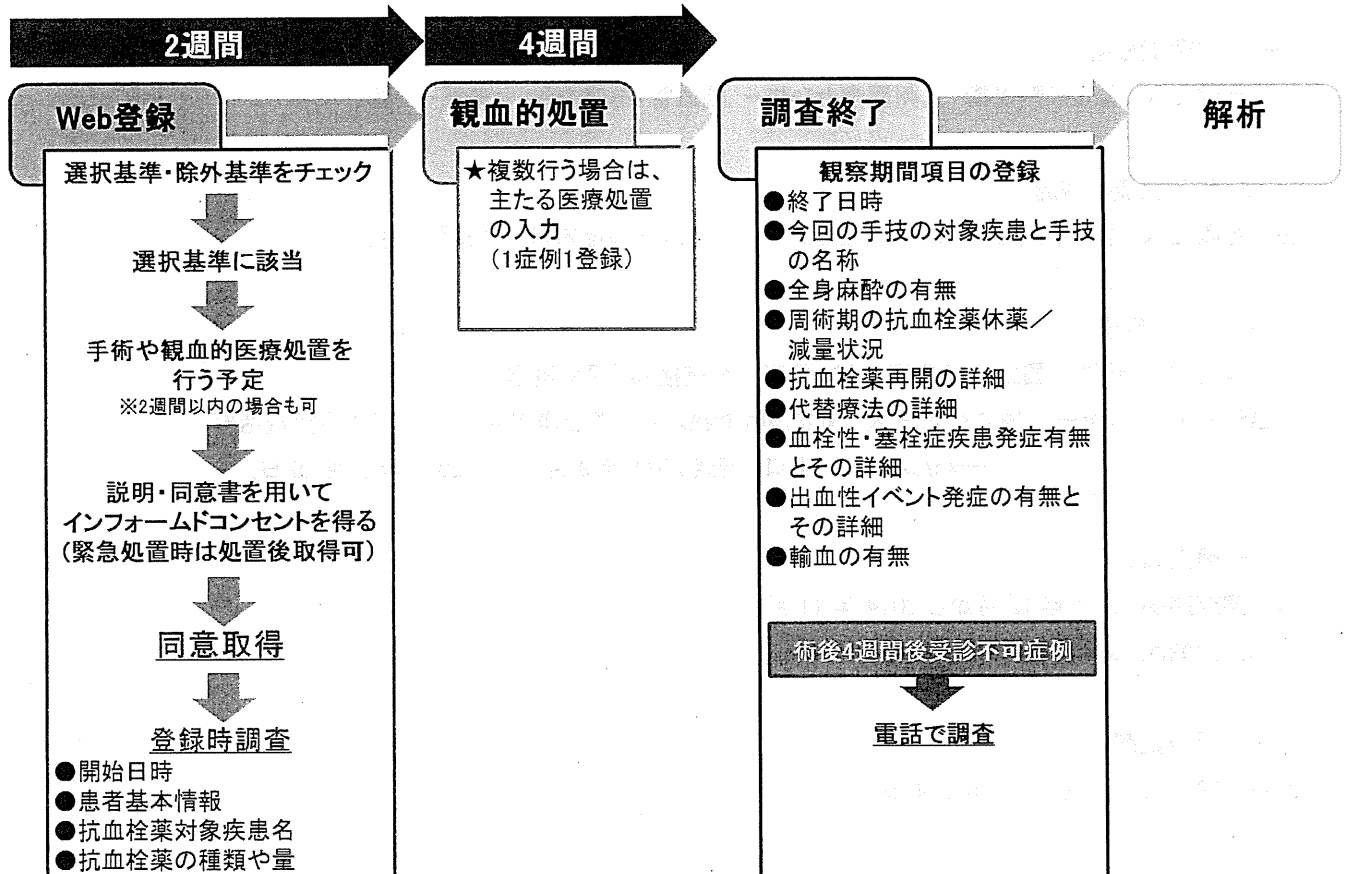 2週間
4週間
Web登録
観血的処置
調査終了
解析
選択基準・除外基準をチェック
選択基準に該当
手術や観血的医療処置を
行う予定
※2週間以内の場合も可
説明・同意書を用いて
インフォームドコンセントを得る
(緊急処置時は処置後取得可)
同意取得
登録時調査
●開始日時
●患者基本情報
●抗血栓薬対象疾患名
●抗血栓薬の種類や量
★複数行う場合は、
主たる医療処置
の入力
(1症例1登録)
観察期間項目の登録
●終了日時
●今回の手技の対象疾患と手技
の名称
●全身麻酔の有無
●周術期の抗血栓薬休薬/
減量状況
●抗血栓薬再開の詳細
●代替療法の詳細
●血栓性・塞栓症疾患発症有無
とその詳細
●出血性イベント発症の有無と
その詳細
●輸血の有無
術後4週間後受診不可症例
電話で調査